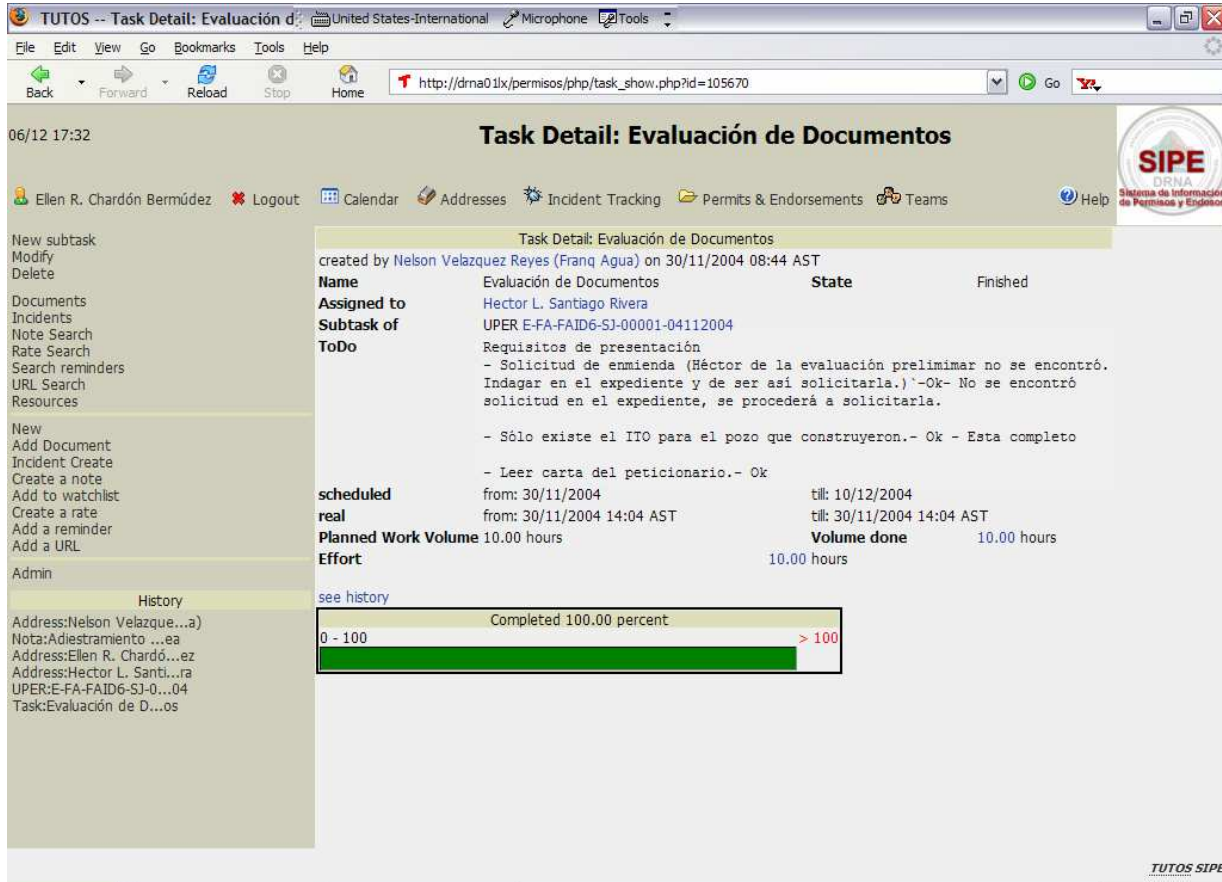 TUTOS -- Task Detail: Evaluación d
United States-International Microphone Tools
File Edit View Go Bookmarks Tools Help
Back Forward Reload Stop Home http://drna01lx/permisos/php/task_show.php?id=105670 Go
06/12 17:32
Task Detail: Evaluación de Documentos
SIPE
DRNA
Sistema de Información
de Permisos y Endosos
Ellen R. Chardón Bermúdez Logout Calendar Addresses Incident Tracking Permits & Endorsements Teams Help
New subtask
Modify
Delete
Documents
Incidents
Note Search
Rate Search
Search reminders
URL Search
Resources
New
Add Document
Incident Create
Create a note
Add to watchlist
Create a rate
Add a reminder
Add a URL
Admin
History
Address:Nelson Velazque...a)
Nota:Adiestramiento ...ea
Address:Ellen R. Chardó...ez
Address:Hector L. Santi...ra
UPER:E-FA-FAID6-SJ-0...04
Task:Evaluación de D...os
Task Detail: Evaluación de Documentos
created by Nelson Velazquez Reyes (Franq Agua) on 30/11/2004 08:44 AST
Name Evaluación de Documentos State Finished
Assigned to Hector L. Santiago Rivera
Subtask of UPER E-FA-FAID6-SJ-00001-04112004
ToDo Requisitos de presentación
- Solicitud de enmienda (Héctor de la evaluación prelimimar no se encontró.
Indagar en el expediente y de ser así solicitarla.)`-Ok- No se encontró
solicitud en el expediente, se procederá a solicitarla.
- Sólo existe el ITO para el pozo que construyeron.- Ok - Esta completo
- Leer carta del peticionario.- Ok
scheduled from: 30/11/2004 till: 10/12/2004
real from: 30/11/2004 14:04 AST till: 30/11/2004 14:04 AST
Planned Work Volume 10.00 hours Volume done 10.00 hours
Effort 10.00 hours
see history
Completed 100.00 percent
0 - 100 > 100
TUTOS SIPE